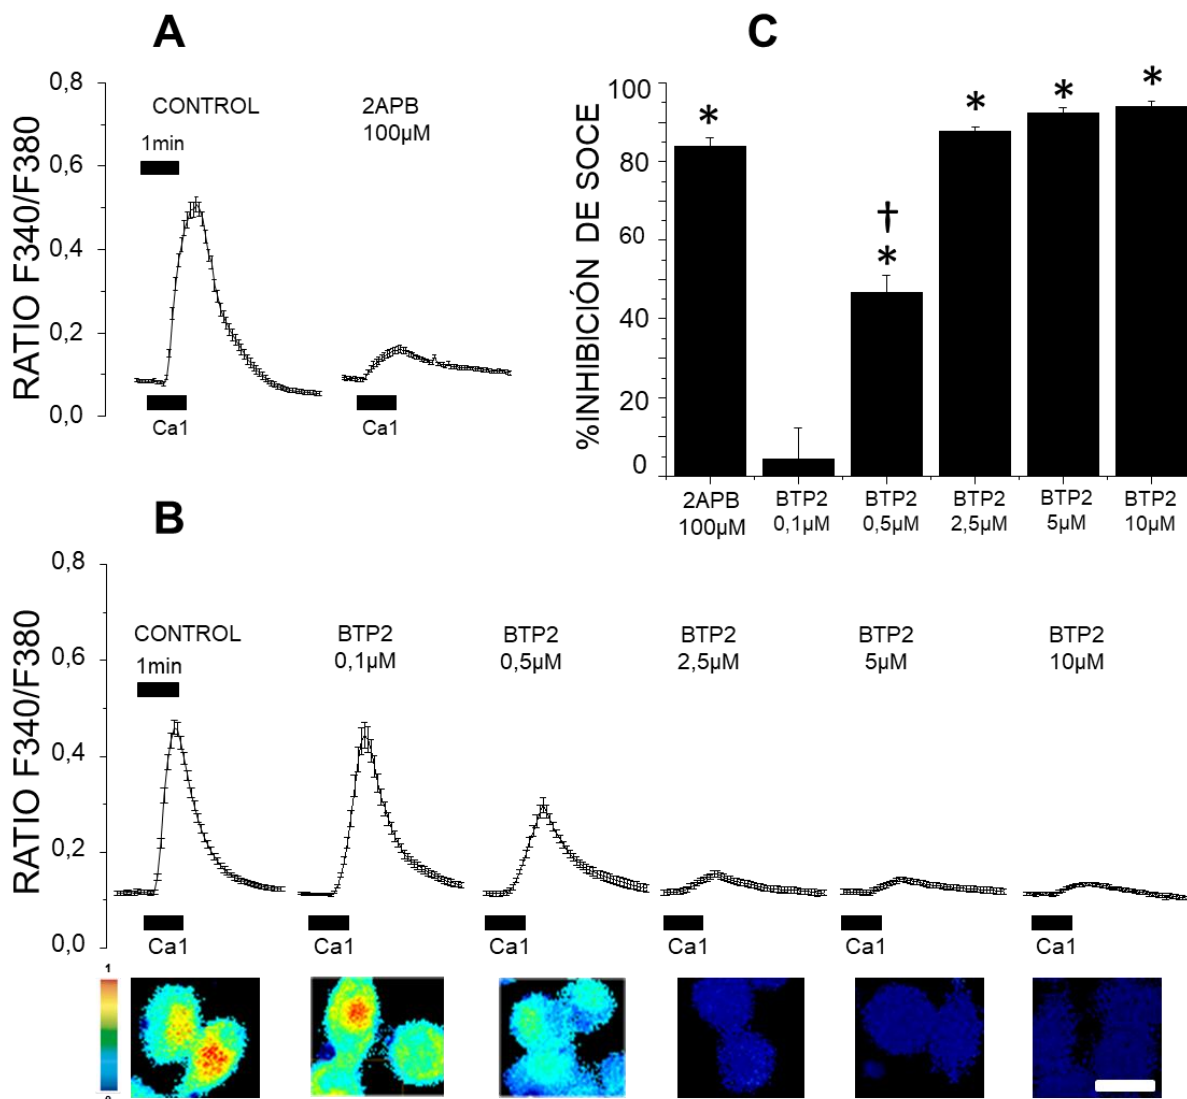 A
RATIO F340/F380
0,8
0,6
0,4
0,2
0,0
CONTROL
1min
Ca1
2APB
100µM
Ca1
C
%INHIBICIÓN DE SOCE
100
80
60
40
20
0
*
†
*
*
*
*
2APB
100µM
BTP2
0,1µM
BTP2
0,5µM
BTP2
2,5µM
BTP2
5µM
BTP2
10µM
B
RATIO F340/F380
0,8
0,6
0,4
0,2
0,0
CONTROL
1min
Ca1
BTP2
0,1µM
Ca1
BTP2
0,5µM
Ca1
BTP2
2,5µM
Ca1
BTP2
5µM
Ca1
BTP2
10µM
Ca1
1